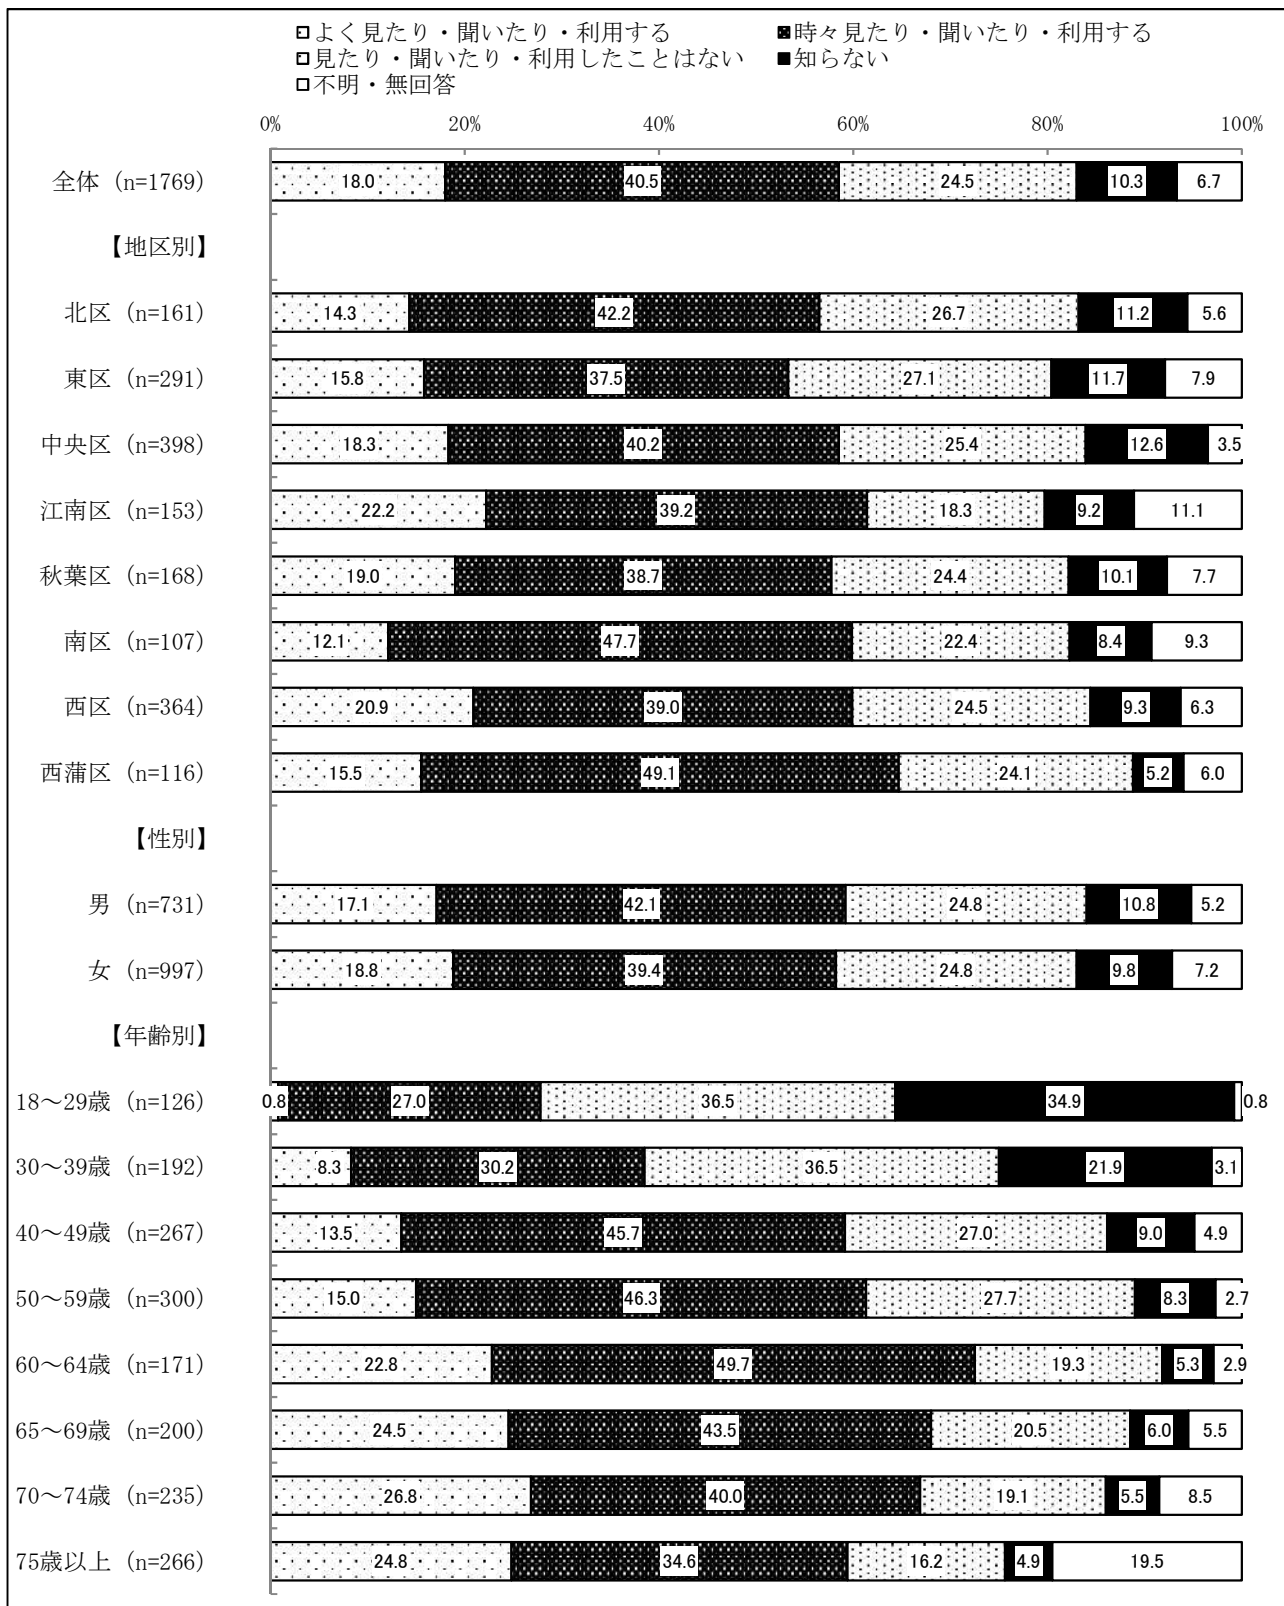 よく見たり・聞いたり・利用する 時々見たり・聞いたり・利用する
見たり・聞いたり・利用したことはない 知らない
不明・無回答
0% 20% 40% 60% 80% 100%
全体 (n=1769) 18.0 40.5 24.5 10.3 6.7
【地区別】
北区 (n=161) 14.3 42.2 26.7 11.2 5.6
東区 (n=291) 15.8 37.5 27.1 11.7 7.9
中央区 (n=398) 18.3 40.2 25.4 12.6 3.5
江南区 (n=153) 22.2 39.2 18.3 9.2 11.1
秋葉区 (n=168) 19.0 38.7 24.4 10.1 7.7
南区 (n=107) 12.1 47.7 22.4 8.4 9.3
西区 (n=364) 20.9 39.0 24.5 9.3 6.3
西蒲区 (n=116) 15.5 49.1 24.1 5.2 6.0
【性別】
男 (n=731) 17.1 42.1 24.8 10.8 5.2
女 (n=997) 18.8 39.4 24.8 9.8 7.2
【年齢別】
18～29歳 (n=126) 0.8 27.0 36.5 34.9 0.8
30～39歳 (n=192) 8.3 30.2 36.5 21.9 3.1
40～49歳 (n=267) 13.5 45.7 27.0 9.0 4.9
50～59歳 (n=300) 15.0 46.3 27.7 8.3 2.7
60～64歳 (n=171) 22.8 49.7 19.3 5.3 2.9
65～69歳 (n=200) 24.5 43.5 20.5 6.0 5.5
70～74歳 (n=235) 26.8 40.0 19.1 5.5 8.5
75歳以上 (n=266) 24.8 34.6 16.2 4.9 19.5